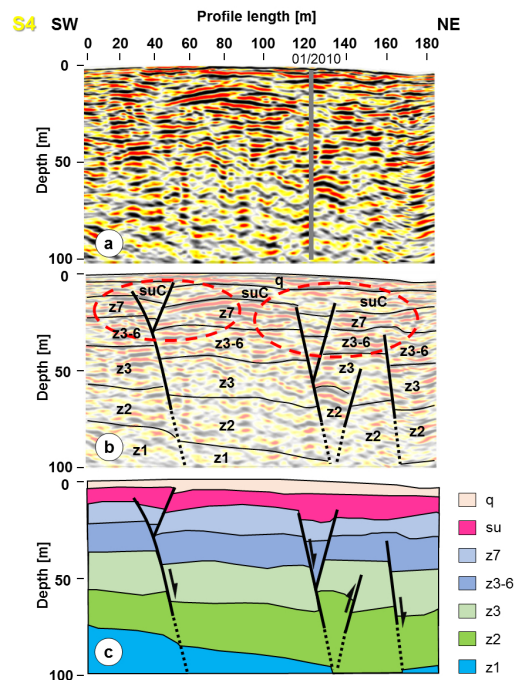 S4 SW Profile length [m] NE
0 20 40 60 80 100 120 140 160 180
01/2010
Depth [m]
0
50
100
a
Depth [m]
0
50
100
q
suC
suC
z7
z7
z7
z3-6
z3-6
z3-6
z3-6
z3
z3
z3
z3
z2
z2
z2
z2
z1
z1
b
Depth [m]
0
50
100
c
q
su
z7
z3-6
z3
z2
z1